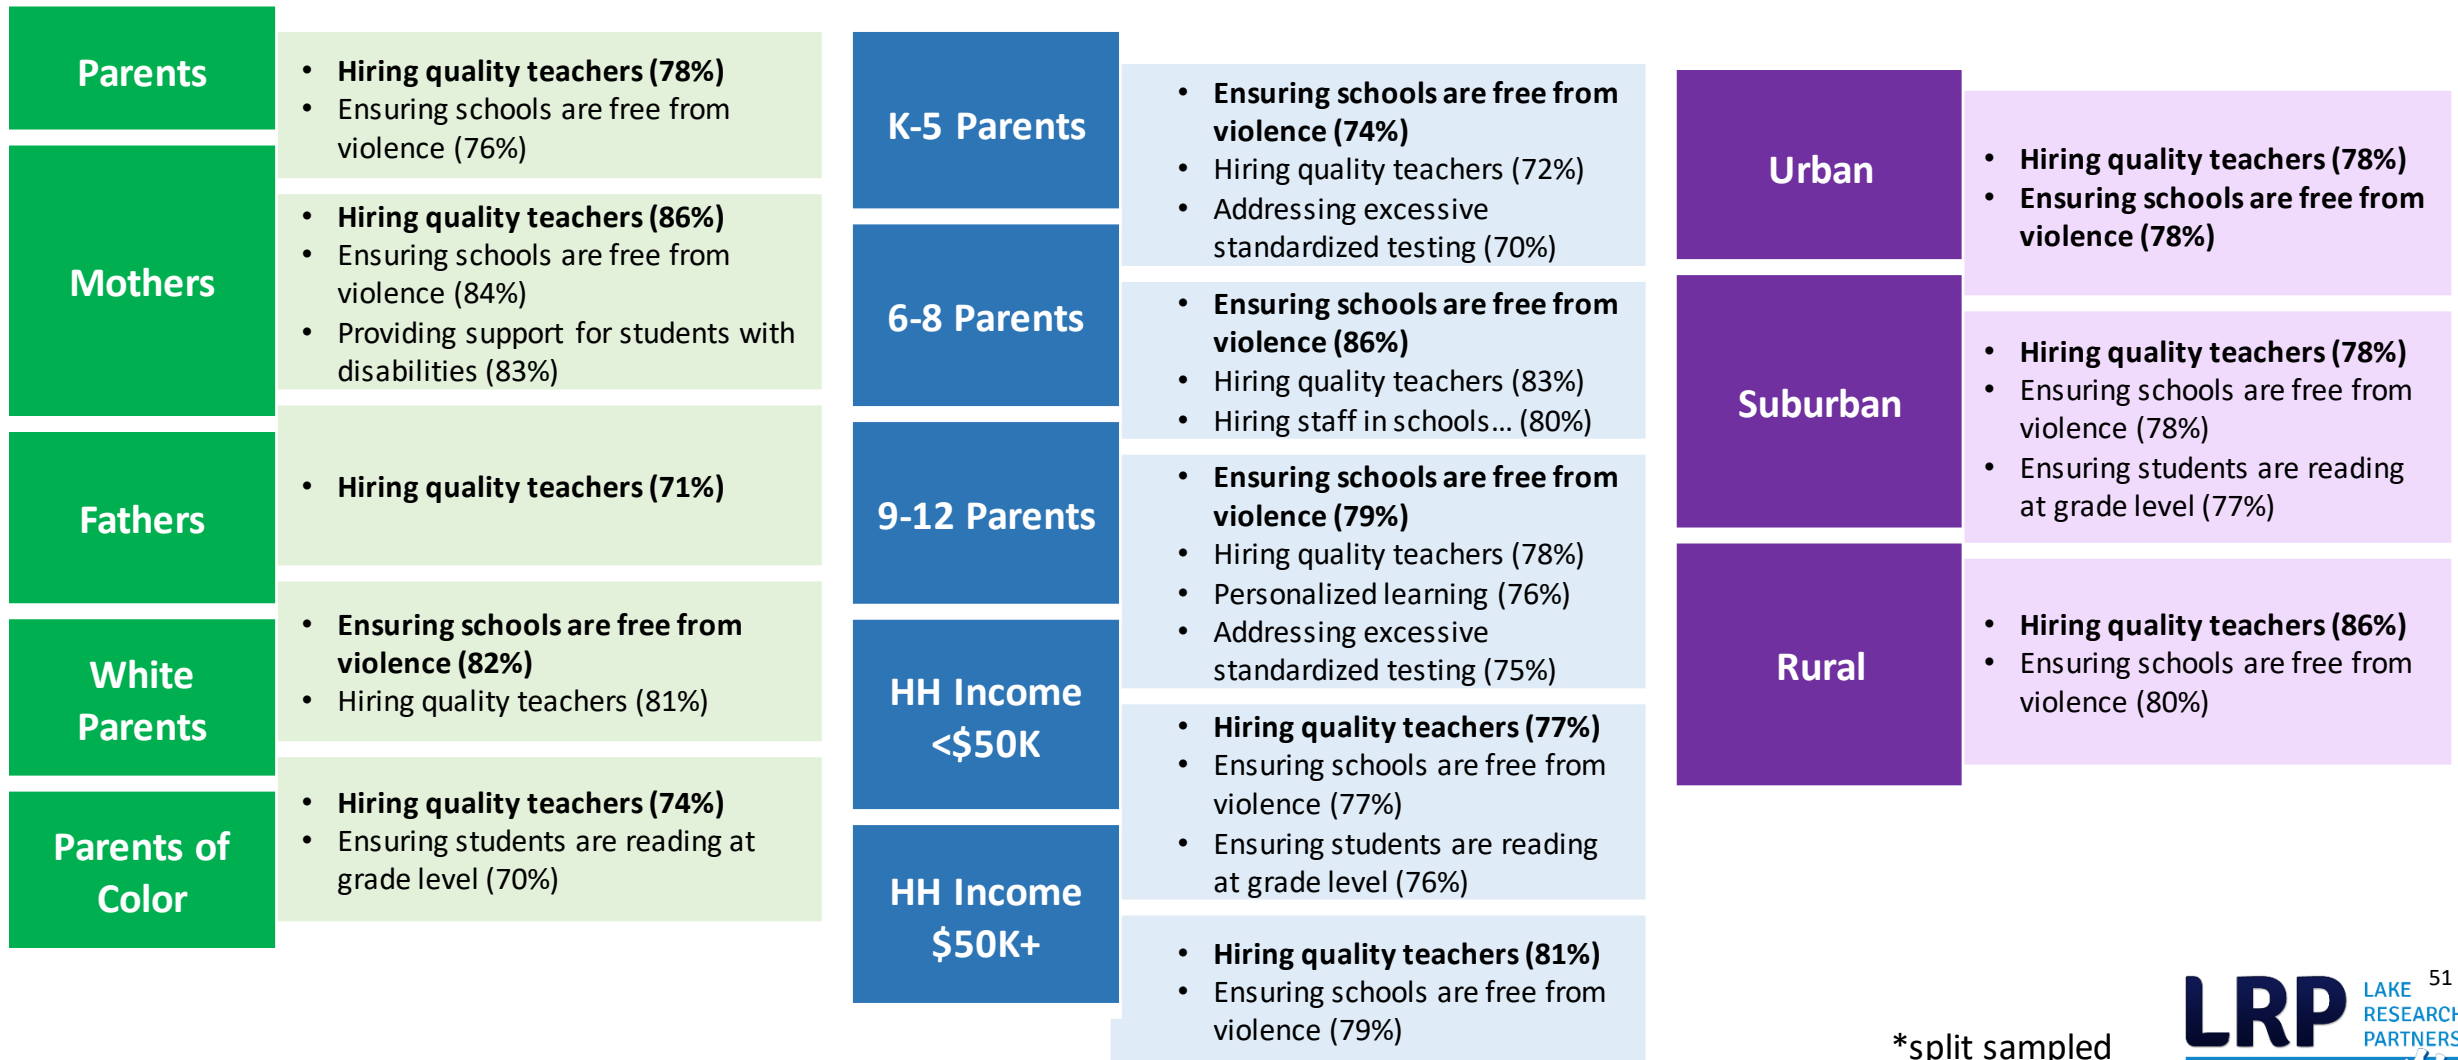 Parents
• Hiring quality teachers (78%)
• Ensuring schools are free from
violence (76%)
Mothers
• Hiring quality teachers (86%)
• Ensuring schools are free from
violence (84%)
• Providing support for students with
disabilities (83%)
Fathers
• Hiring quality teachers (71%)
White
Parents
• Ensuring schools are free from
violence (82%)
• Hiring quality teachers (81%)
Parents of
Color
• Hiring quality teachers (74%)
• Ensuring students are reading at
grade level (70%)
K-5 Parents
• Ensuring schools are free from
violence (74%)
• Hiring quality teachers (72%)
• Addressing excessive
standardized testing (70%)
6-8 Parents
• Ensuring schools are free from
violence (86%)
• Hiring quality teachers (83%)
• Hiring staff in schools... (80%)
9-12 Parents
• Ensuring schools are free from
violence (79%)
• Hiring quality teachers (78%)
• Personalized learning (76%)
• Addressing excessive
standardized testing (75%)
HH Income
<$50K
• Hiring quality teachers (77%)
• Ensuring schools are free from
violence (77%)
• Ensuring students are reading
at grade level (76%)
HH Income
$50K+
• Hiring quality teachers (81%)
• Ensuring schools are free from
violence (79%)
Urban
• Hiring quality teachers (78%)
• Ensuring schools are free from
violence (78%)
Suburban
• Hiring quality teachers (78%)
• Ensuring schools are free from
violence (78%)
• Ensuring students are reading
at grade level (77%)
Rural
• Hiring quality teachers (86%)
• Ensuring schools are free from
violence (80%)
*split sampled
LRP
LAKE
RESEARCH
PARTNERS
51